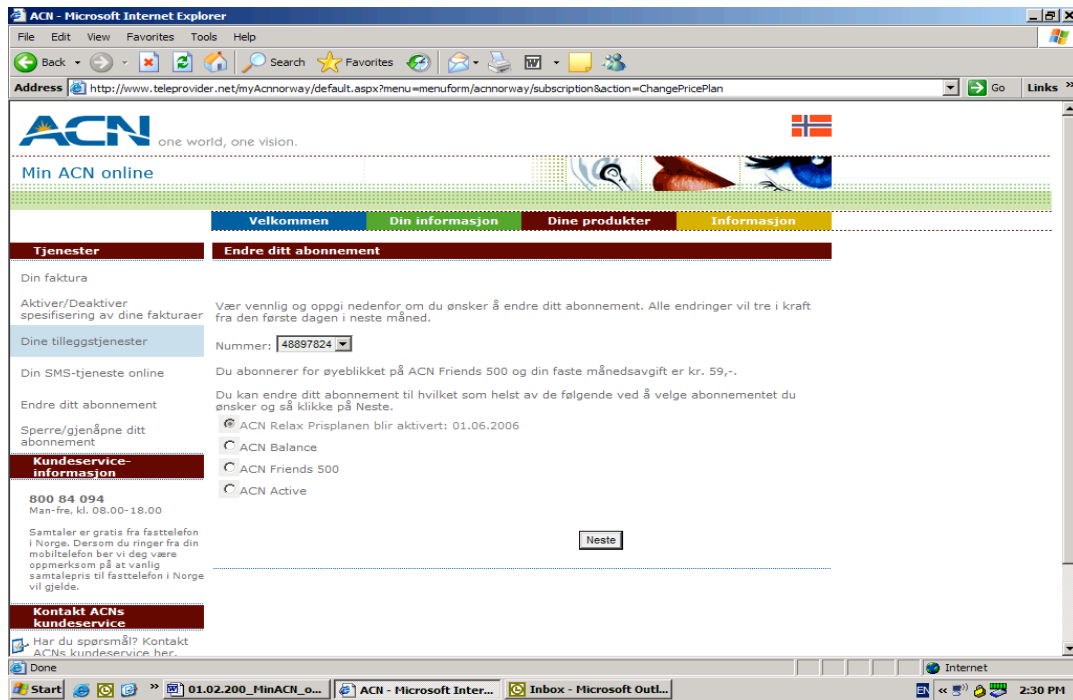 ACN - Microsoft Internet Explorer
File Edit View Favorites Tools Help
Back Search Favorites
Address http://www.teleprovider.net/myAcnnorway/default.aspx?menu=menuform/acnnorway/subscription&action=ChangePricePlan Go Links »
ACN one world, one vision.
Min ACN online
Velkommen Din informasjon Dine produkter Informasjon
Tjenester
Din faktura
Aktiver/Deaktiver
spesifisering av dine fakturaer
Dine tilleggstjenester
Din SMS-tjeneste online
Endre ditt abonnement
Sperre/gjenåpne ditt
abonnement
Kundeservice-
informasjon
800 84 094
Man-fre, kl. 08.00-18.00
Samtaler er gratis fra fasttelefon
i Norge. Dersom du ringer fra din
mobiltelefon ber vi deg være
oppmerksom på at vanlig
samtalepris til fasttelefon i Norge
vil gjelde.
Kontakt ACNs
kundeservice
Har du spørsmål? Kontakt
ACNs kundeservice her.
Endre ditt abonnement
Vær vennlig og oppgi nedenfor om du ønsker å endre ditt abonnement. Alle endringer vil tre i kraft
fra den første dagen i neste måned.
Nummer: 48897824
Du abonnerer for øyeblikket på ACN Friends 500 og din faste månedsavgift er kr. 59,-.
Du kan endre ditt abonnement til hvilket som helst av de følgende ved å velge abonnementet du
ønsker og så klikke på Neste.
ACN Relax Prisplanen blir aktivert: 01.06.2006
ACN Balance
ACN Friends 500
ACN Active
Neste
Done Internet
Start » 01.02.200_MinACN_o... ACN - Microsoft Inter... Inbox - Microsoft Outl... EN « 2:30 PM